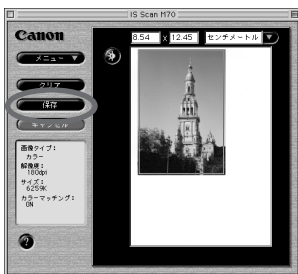 IS Scan M70
Canon
8.54 x 12.45 センチメートル
メニュー
クリア
保存
キャンセル
画像タイプ:
カラー
解像度:
180dpi
サイズ:
6259K
カラーマッチング:
ON
?